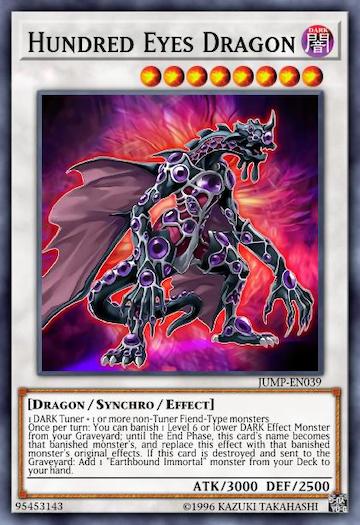 HUNDRED EYES DRAGON
DARK
闇
JUMP-EN039
[DRAGON / SYNCHRO / EFFECT]
1 DARK Tuner + 1 or more non-Tuner Fiend-Type monsters
Once per turn: You can banish 1 Level 6 or lower DARK Effect Monster
from your Graveyard; until the End Phase, this card's name becomes
that banished monster's, and replace this effect with that banished
monster's original effects. If this card is destroyed and sent to the
Graveyard: Add 1 "Earthbound Immortal" monster from your Deck to
your hand.
ATK/3000 DEF/2500
95453143
©1996 KAZUKI TAKAHASHI